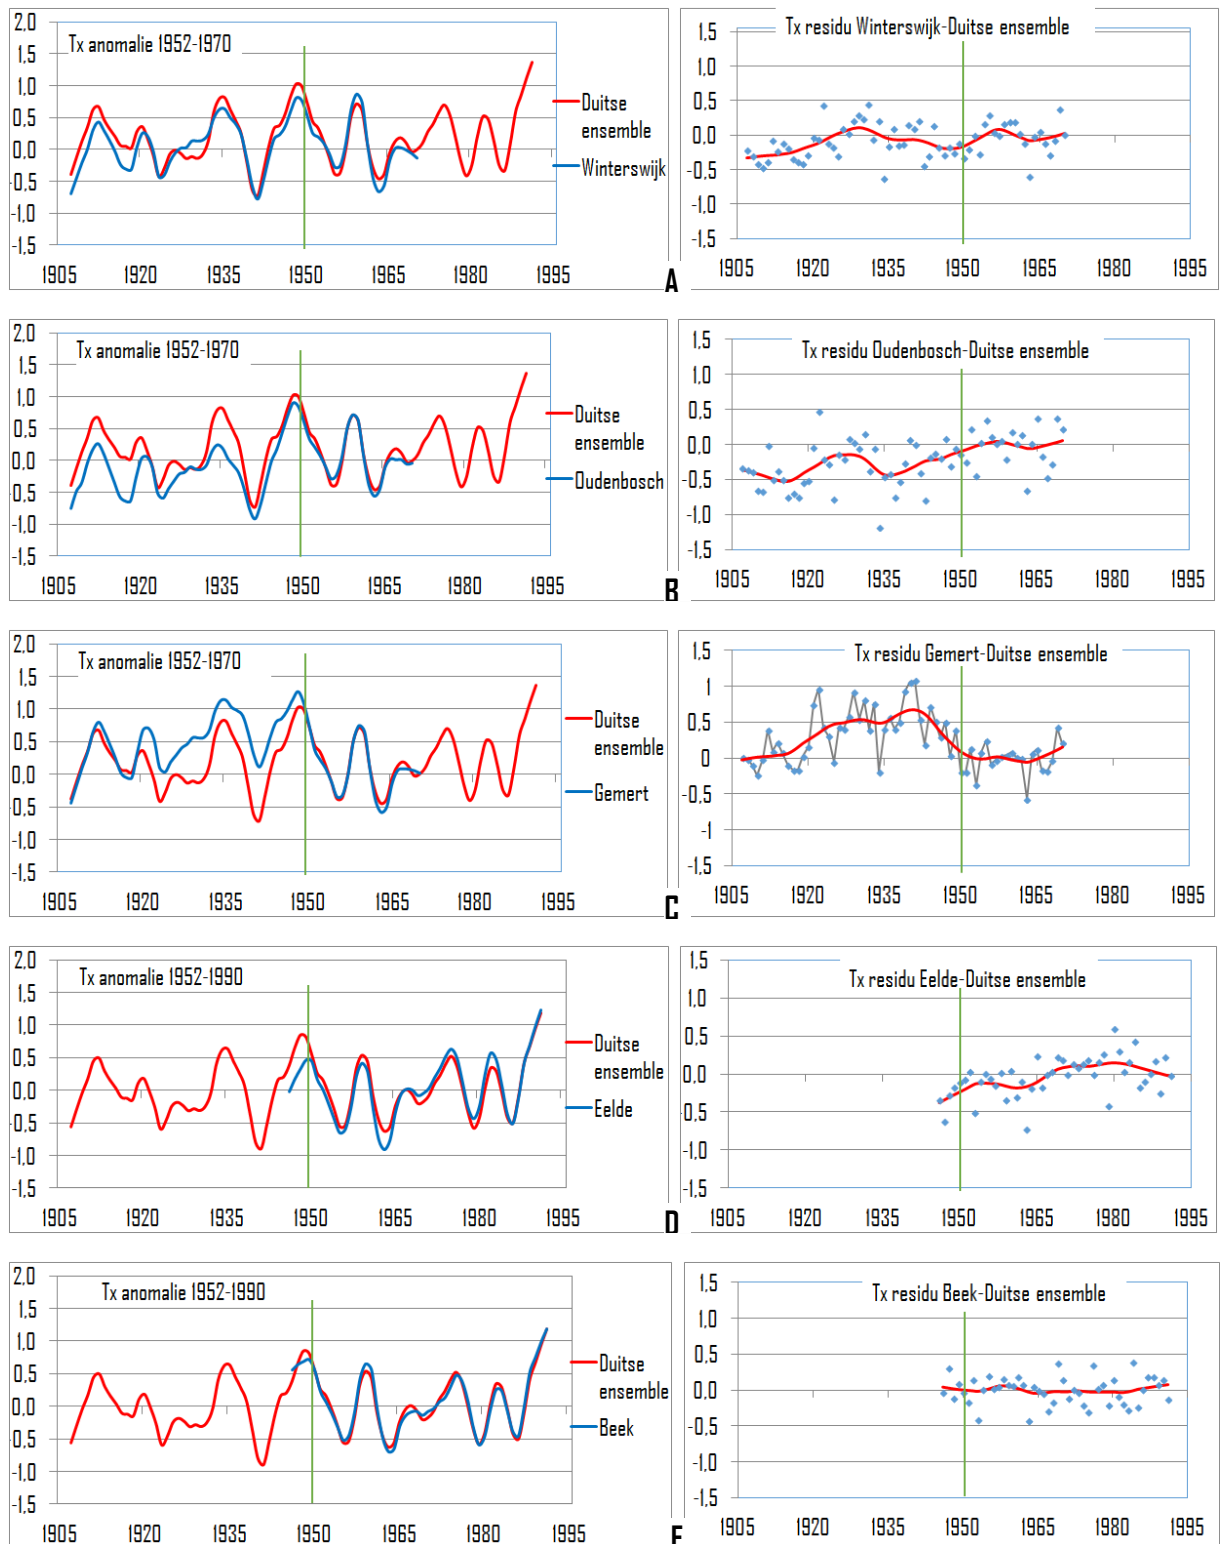 Tx anomalie 1952-1970
2,0
1,5
1,0
0,5
0,0
-0,5
-1,0
-1,5
1905 1920 1935 1950 1965 1980 1995
Duitse
ensemble
Winterswijk
A
Tx residu Winterswijk-Duitse ensemble
1,5
1,0
0,5
0,0
-0,5
-1,0
-1,5
1905 1920 1935 1950 1965 1980 1995
Tx anomalie 1952-1970
2,0
1,5
1,0
0,5
0,0
-0,5
-1,0
-1,5
1905 1920 1935 1950 1965 1980 1995
Duitse
ensemble
Oudenbosch
B
Tx residu Oudenbosch-Duitse ensemble
1,5
1,0
0,5
0,0
-0,5
-1,0
-1,5
1905 1920 1935 1950 1965 1980 1995
Tx anomalie 1952-1970
2,0
1,5
1,0
0,5
0,0
-0,5
-1,0
-1,5
1905 1920 1935 1950 1965 1980 1995
Duitse
ensemble
Gemert
C
Tx residu Gemert-Duitse ensemble
1,5
1
0,5
0
-0,5
-1
-1,5
1905 1920 1935 1950 1965 1980 1995
Tx anomalie 1952-1990
2,0
1,5
1,0
0,5
0,0
-0,5
-1,0
-1,5
1905 1920 1935 1950 1965 1980 1995
Duitse
ensemble
Eelde
D
Tx residu Eelde-Duitse ensemble
1,5
1,0
0,5
0,0
-0,5
-1,0
-1,5
1905 1920 1935 1950 1965 1980 1995
Tx anomalie 1952-1990
2,0
1,5
1,0
0,5
0,0
-0,5
-1,0
-1,5
1905 1920 1935 1950 1965 1980 1995
Duitse
ensemble
Beek
E
Tx residu Beek-Duitse ensemble
1,5
1,0
0,5
0,0
-0,5
-1,0
-1,5
1905 1920 1935 1950 1965 1980 1995